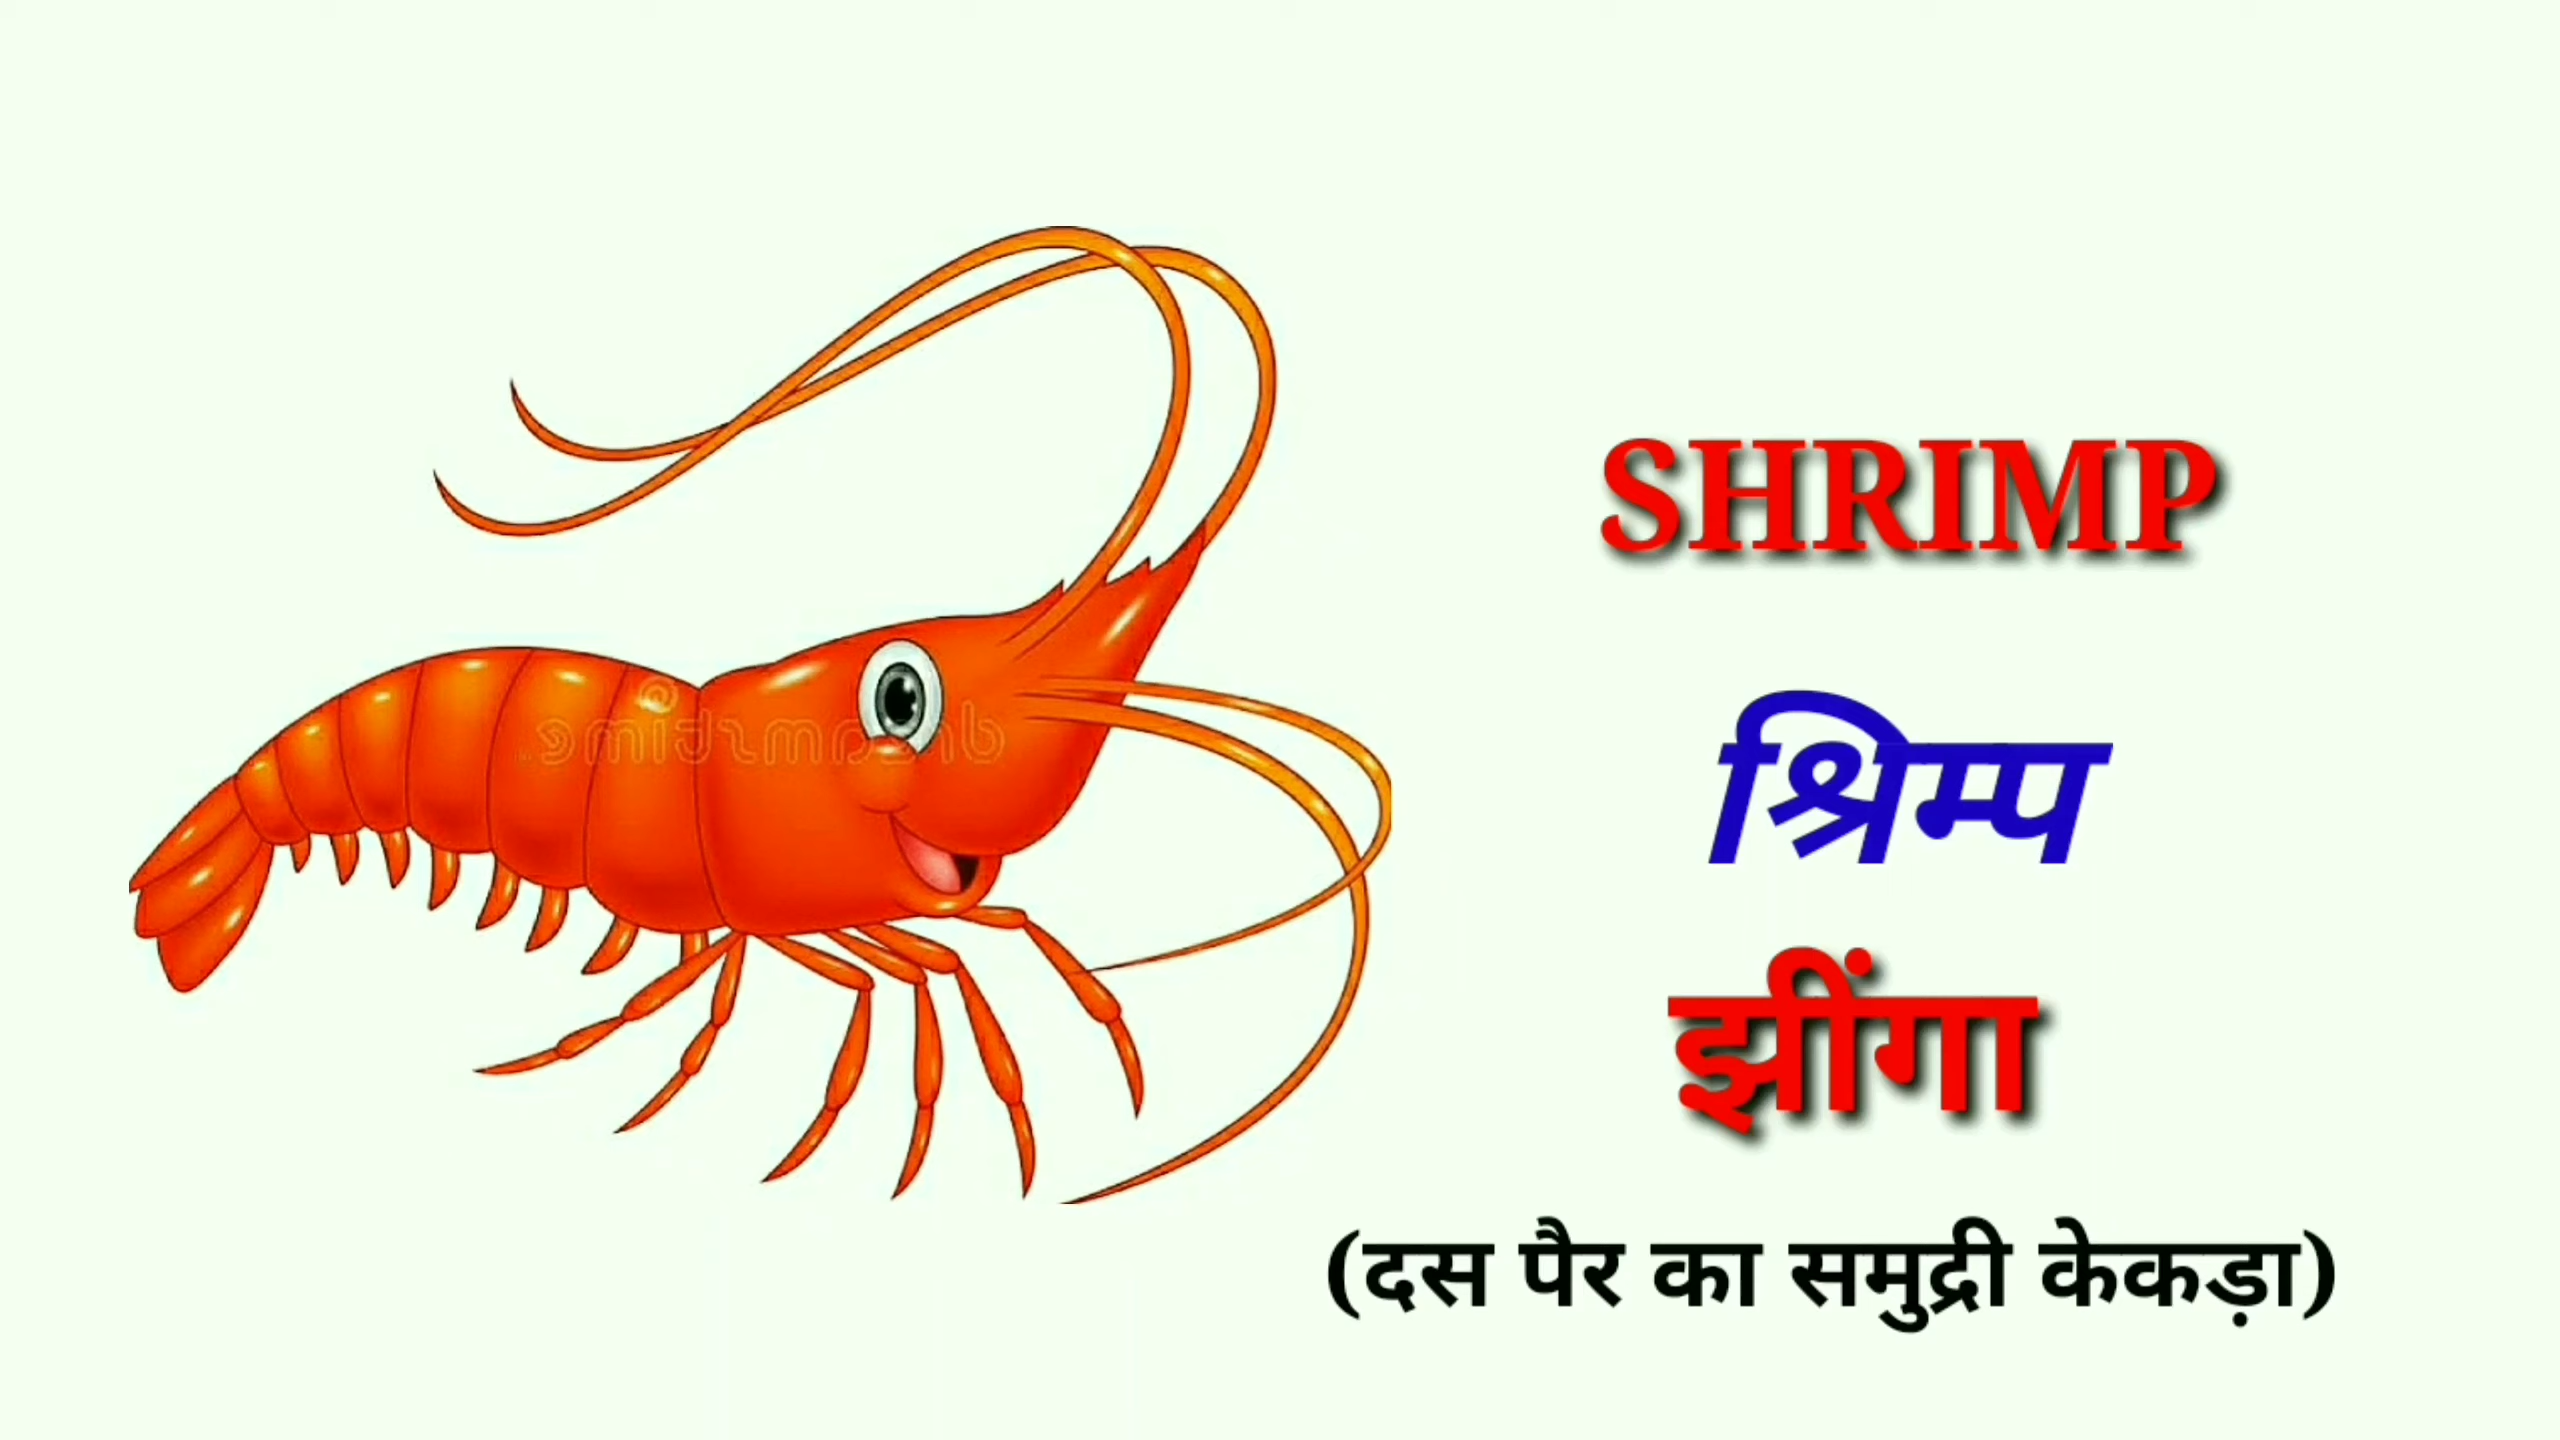 SHRIMP
श्रिम्प
झींगा
(दस पैर का समुद्री केकड़ा)